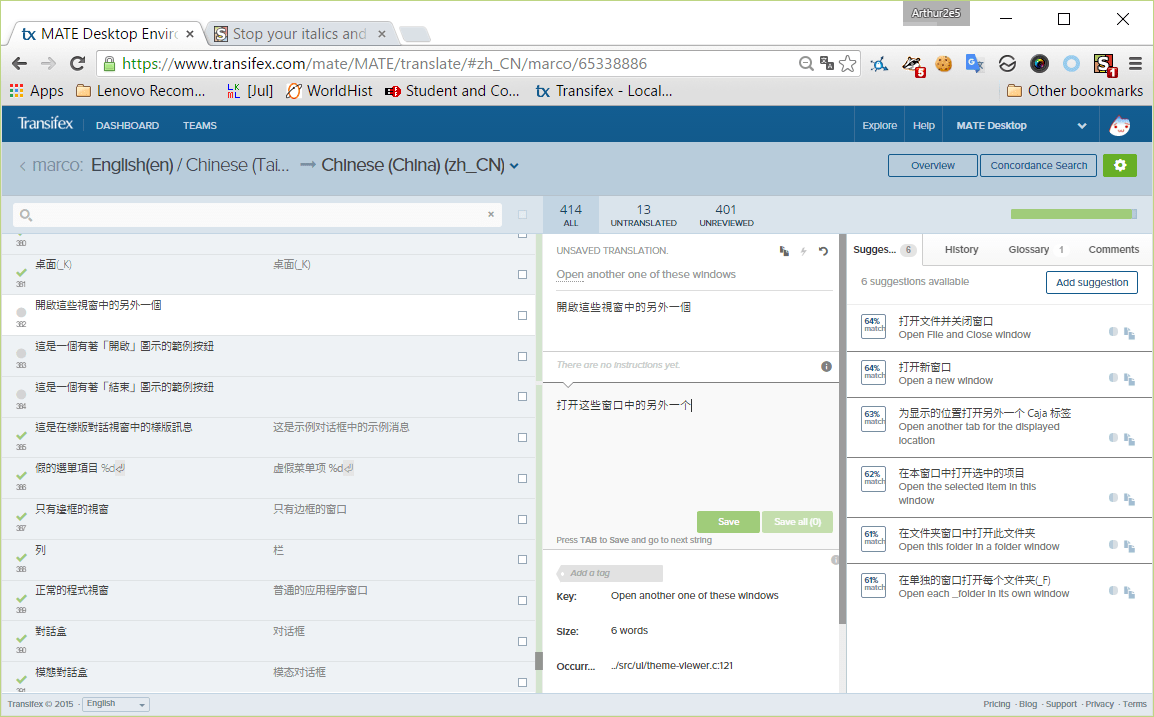 Arthur2e5
tx MATE Desktop Enviro
Stop your italics and
https://www.transifex.com/mate/MATE/translate/#zh_CN/marco/65338886
Apps
Lenovo Recom...
[Jul]
WorldHist
Student and Co...
tx Transifex - Local...
Other bookmarks
Transifex
DASHBOARD
TEAMS
Explore
Help
MATE Desktop
marco: English(en) / Chinese (Tai... → Chinese (China) (zh_CN)
Overview
Concordance Search
414
ALL
13
UNTRANSLATED
401
UNREVIEWED
380
桌面(_K) 桌面(_K)
381
開啟這些視窗中的另外一個
382
這是一個有著「開啟」圖示的範例按鈕
383
這是一個有著「結束」圖示的範例按鈕
384
這是在樣版對話視窗中的樣版訊息 这是示例对话框中的示例消息
385
假的選單項目 %d⏎ 虚假菜单项 %d⏎
386
只有邊框的視窗 只有边框的窗口
387
列 栏
388
正常的程式視窗 普通的应用程序窗口
389
對話盒 对话框
390
模態對話盒 模态对话框
391
UNSAVED TRANSLATION.
Open another one of these windows
開啟這些視窗中的另外一個
There are no instructions yet.
打开这些窗口中的另外一个
Save
Save all (0)
Press TAB to Save and go to next string
Add a tag
Key: Open another one of these windows
Size: 6 words
Occurr... ../src/ui/theme-viewer.c:121
Sugges... 6
History
Glossary 1
Comments
6 suggestions available
Add suggestion
64% match
打开文件并关闭窗口
Open File and Close window
64% match
打开新窗口
Open a new window
63% match
为显示的位置打开另外一个 Caja 标签
Open another tab for the displayed
location
62% match
在本窗口中打开选中的项目
Open the selected item in this
window
61% match
在文件夹窗口中打开此文件夹
Open this folder in a folder window
61% match
在单独的窗口打开每个文件夹(_F)
Open each _folder in its own window
Transifex © 2015 · English
Pricing · Blog · Support · Privacy · Terms